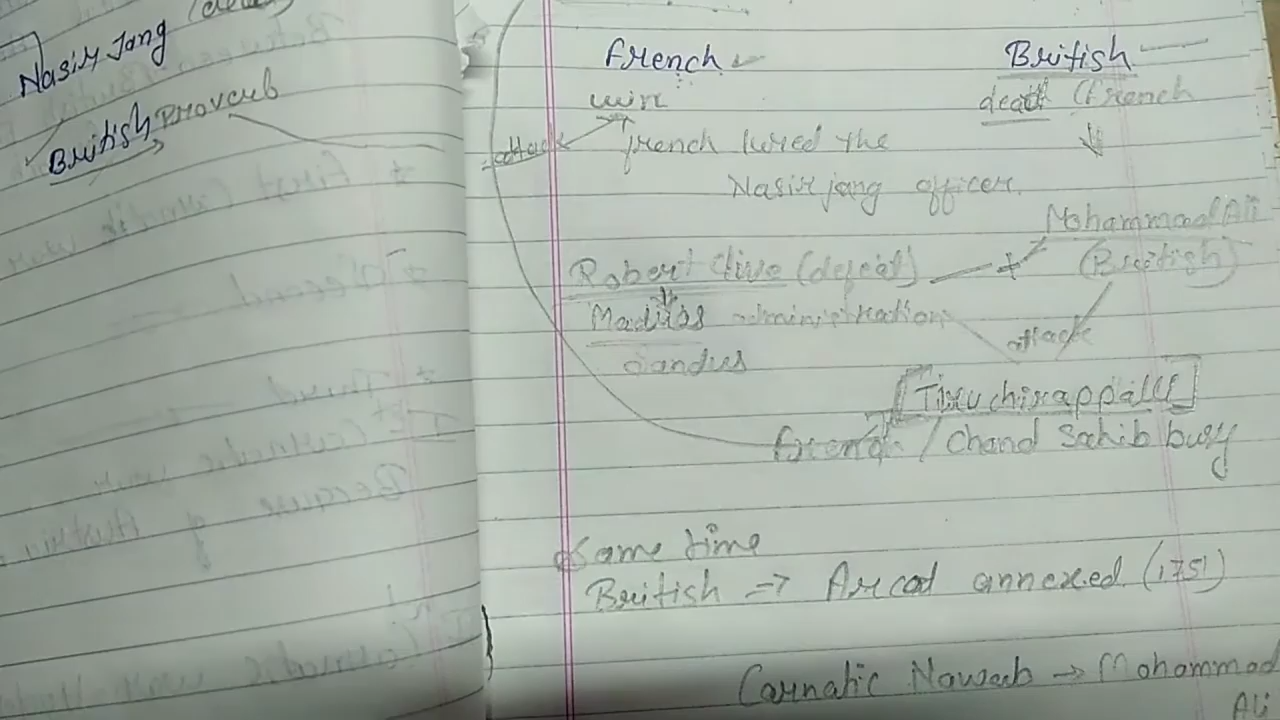 Nasir Jang
British Proverb
French British
win
death (French
attack
french lured the
Nasir jang officer.
Mohammad Ali
(British)
Robert Clive (defeat)
Madras administration
attack
[Tiruchirappalli]
French / Chand Sahib busy
Same time
British => Arcod annexed (1751)
Carnatic Nawab → Mohammad
Ali